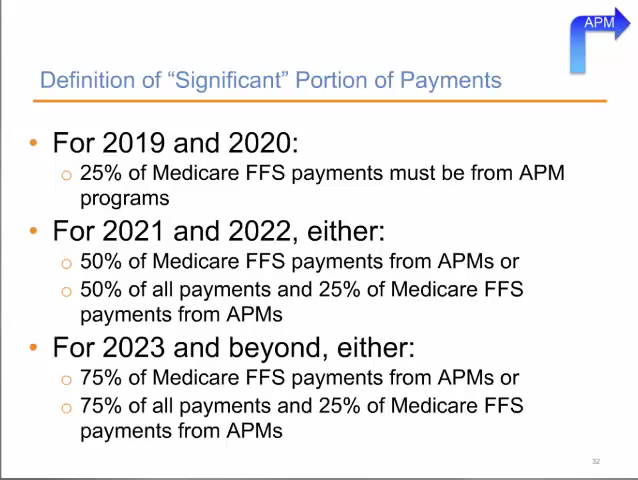 APM
Definition of “Significant” Portion of Payments
• For 2019 and 2020:
o 25% of Medicare FFS payments must be from APM
programs
• For 2021 and 2022, either:
o 50% of Medicare FFS payments from APMs or
o 50% of all payments and 25% of Medicare FFS
payments from APMs
• For 2023 and beyond, either:
o 75% of Medicare FFS payments from APMs or
o 75% of all payments and 25% of Medicare FFS
payments from APMs
32